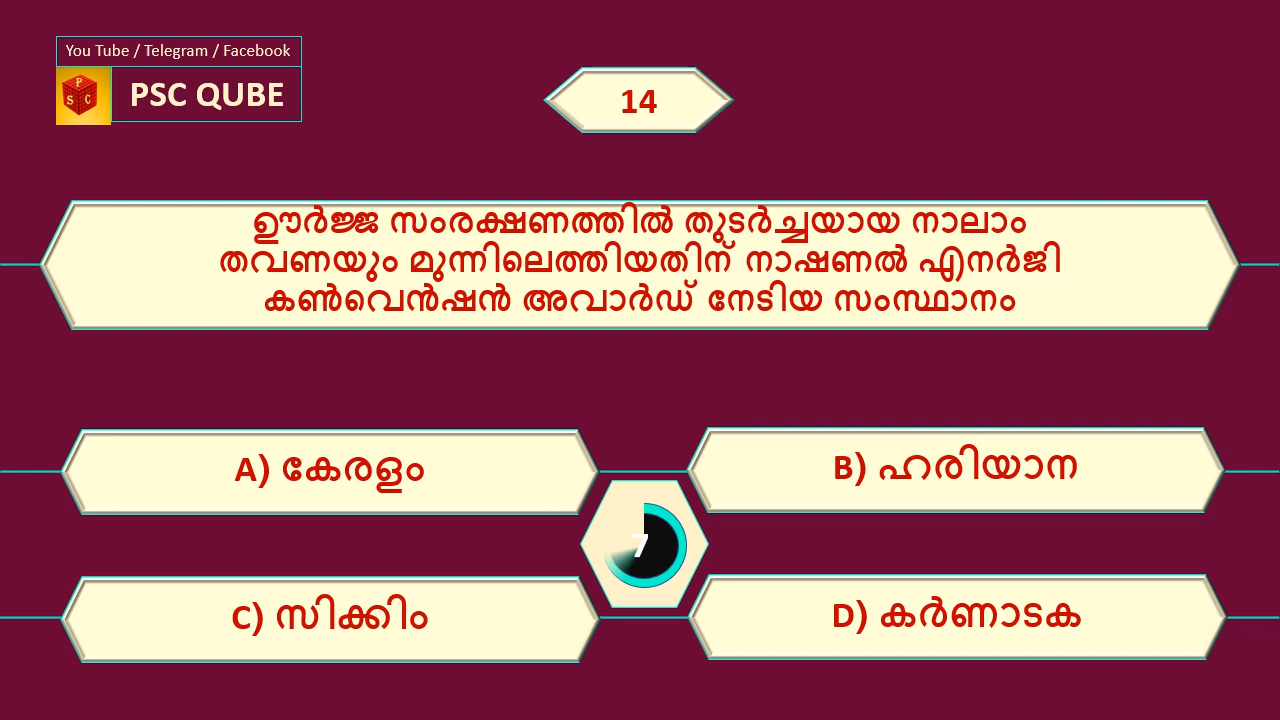 You Tube / Telegram / Facebook
P
S C
PSC QUBE
14
ഊർജ്ജ സംരക്ഷണത്തിൽ തുടർച്ചയായ നാലാം
തവണയും മുന്നിലെത്തിയതിന് നാഷണൽ എനർജി
കൺവെൻഷൻ അവാർഡ് നേടിയ സംസ്ഥാനം
A) കേരളം
B) ഹരിയാന
7
C) സിക്കിം
D) കർണാടക